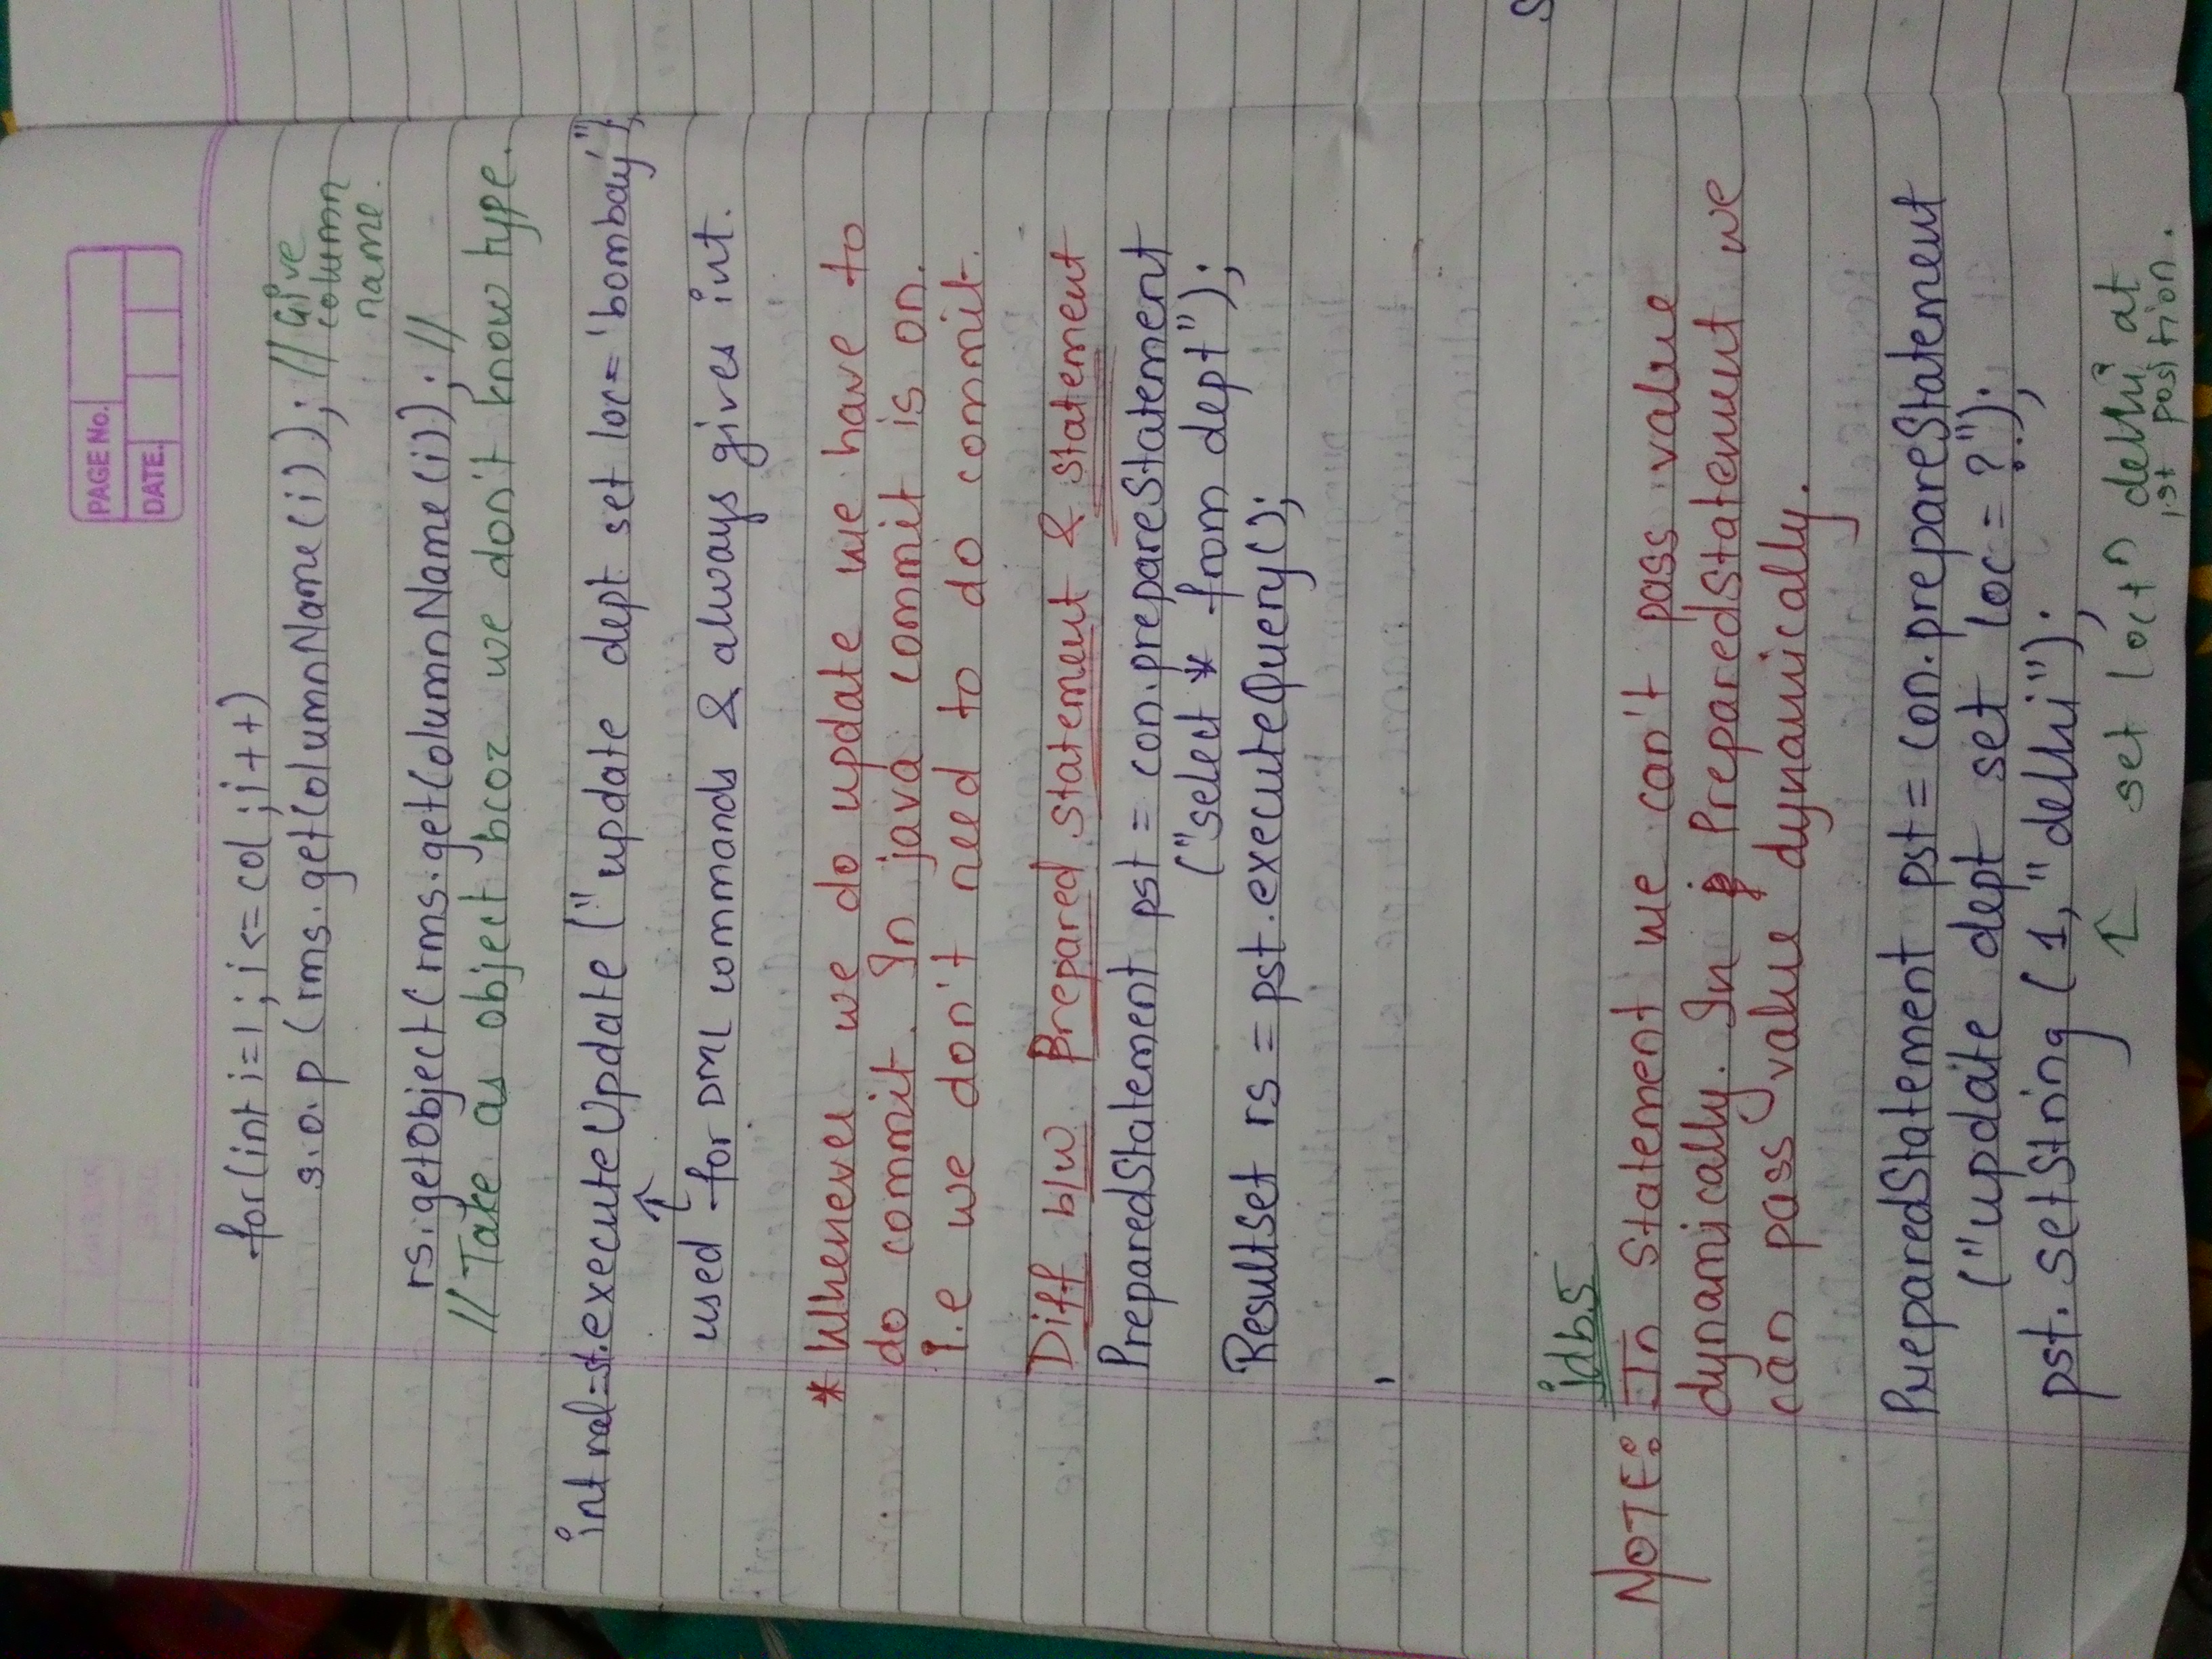 PAGE No.
DATE.
for(int i=1; i<=col; i++)
s.o.p (rms.getColumnName(i)); // Give
column
name.
rs.getObject(rms.getColumnName(i)); //
// Take as object bcoz we don't know type.
int val=st.executeUpdate ("update dept set loc='bombay'");
↑
used for DML commands & always gives int.
* Whenever we do update we have to
do commit. In java commit is on.
I.e we don't need to do commit.
Diff b/w Prepared statement & statement
PreparedStatement pst = con.prepareStatement
("select * from dept");
ResultSet rs = pst.executeQuery();
jdb5
NOTE: In Statement we can't pass value
dynamically. In PreparedStatement we
can pass value dynamically.
PreparedStatement pst = con.prepareStatement
("update dept set loc=?");
pst.setString (1, "delhi");
↑ set loctn delhi at
1st position.